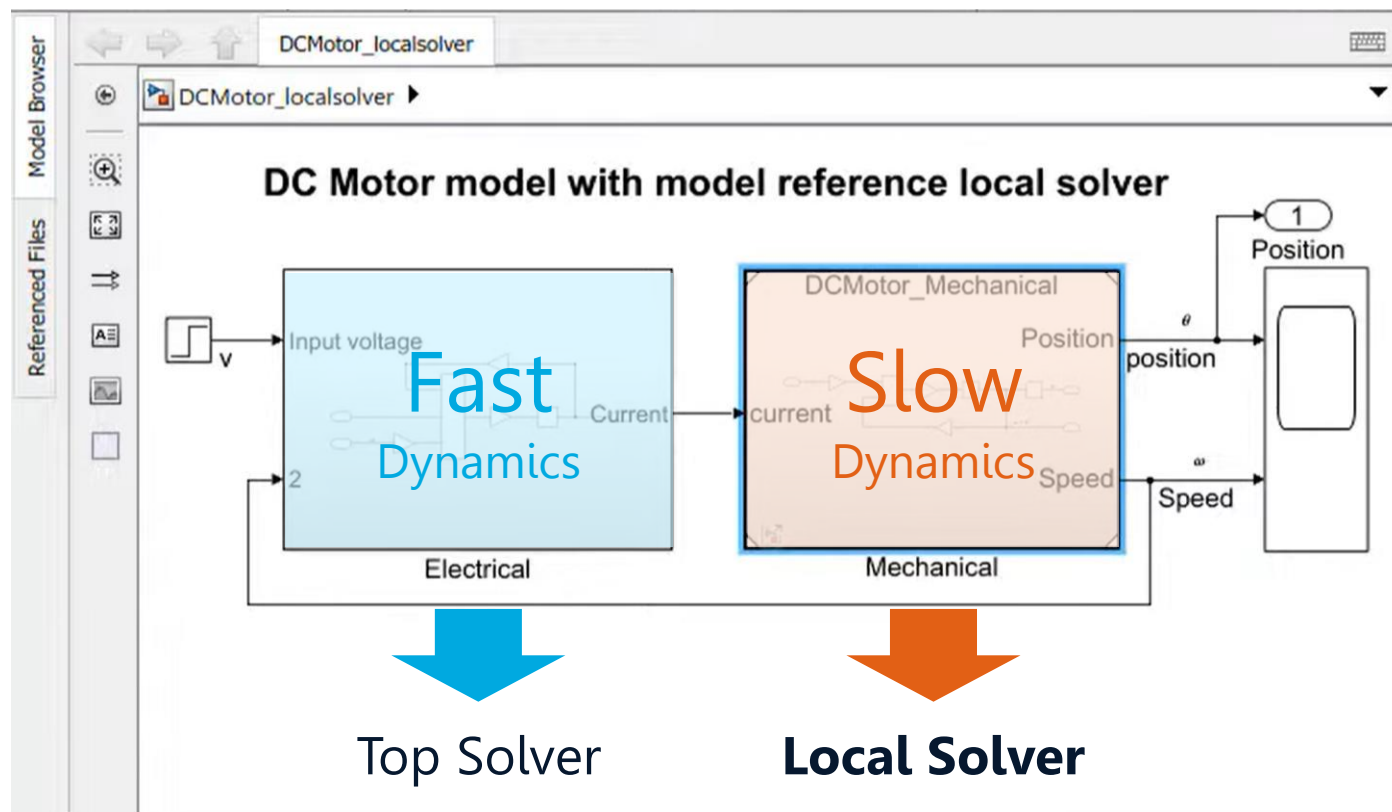 Model Browser
Referenced Files
DCMotor_localsolver
DCMotor_localsolver
DC Motor model with model reference local solver
1
Position
DCMotor_Mechanical
v
Input voltage
Position
θ
position
Fast
Dynamics
Current
current
Slow
Dynamics
2
Speed
ω
Speed
Electrical
Mechanical
Top Solver
Local Solver